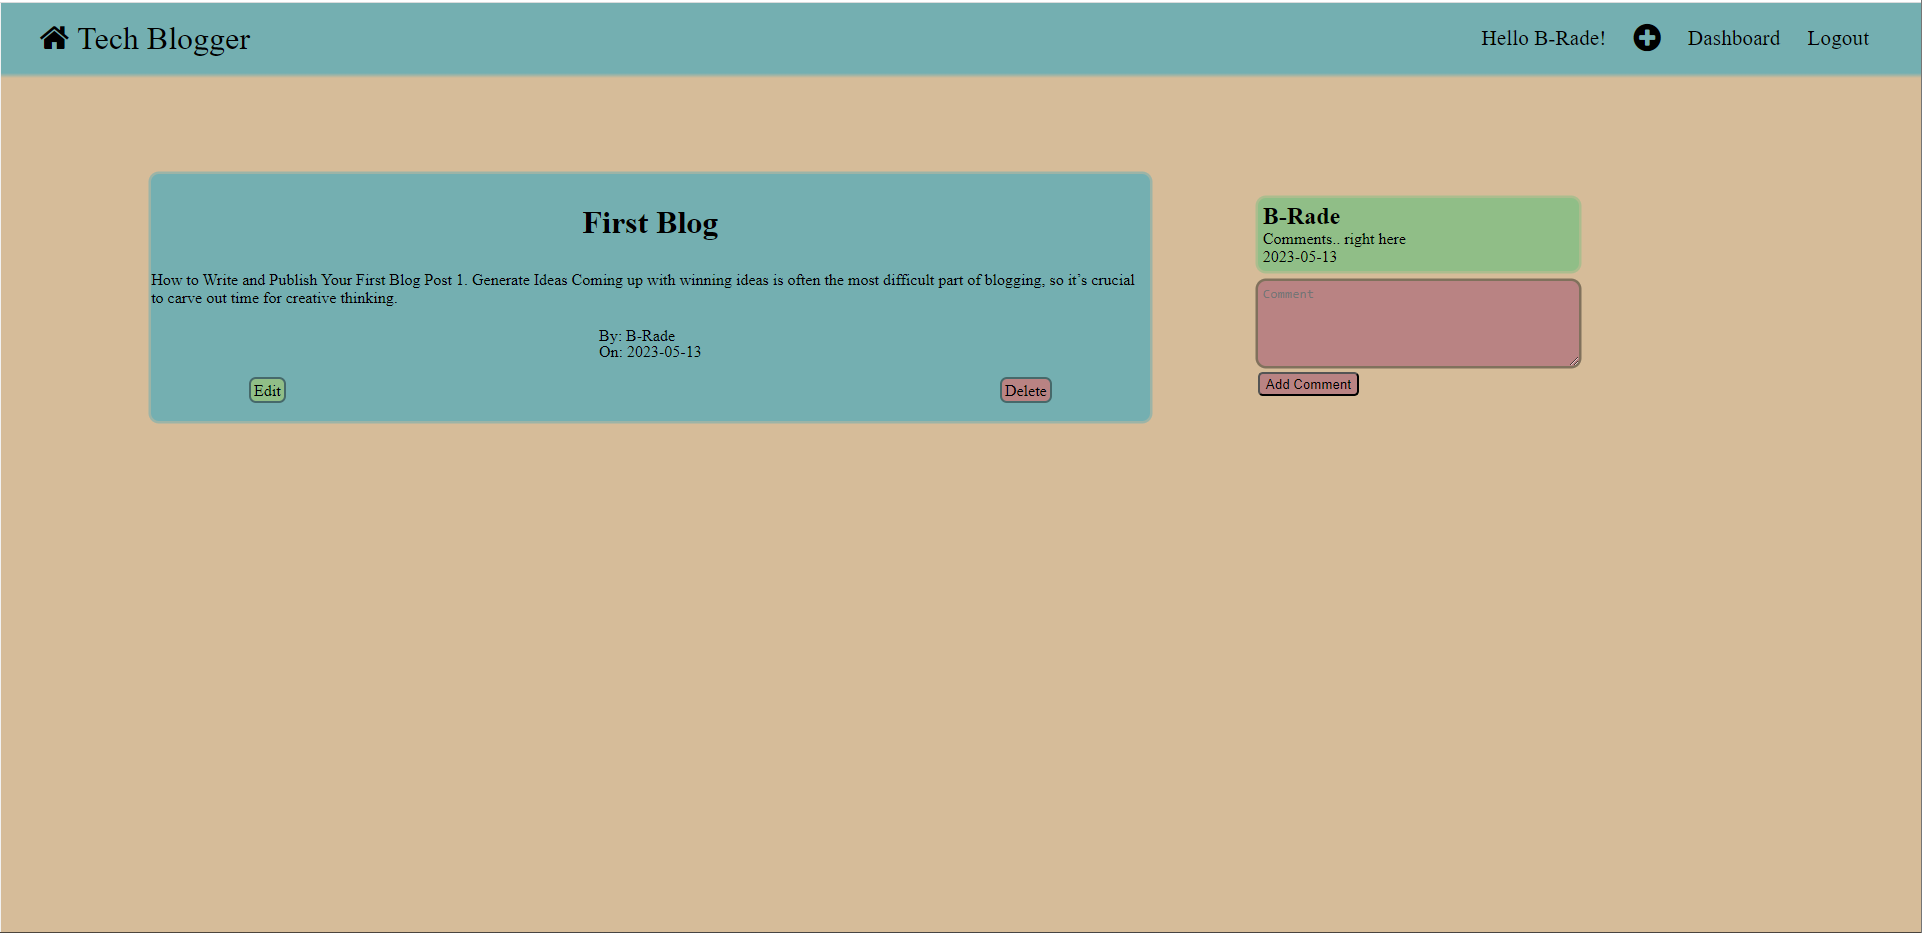 Tech Blogger
Hello B-Rade!
Dashboard
Logout
First Blog
How to Write and Publish Your First Blog Post 1. Generate Ideas Coming up with winning ideas is often the most difficult part of blogging, so it’s crucial
to carve out time for creative thinking.
By: B-Rade
On: 2023-05-13
Edit
Delete
B-Rade
Comments.. right here
2023-05-13
Comment
Add Comment